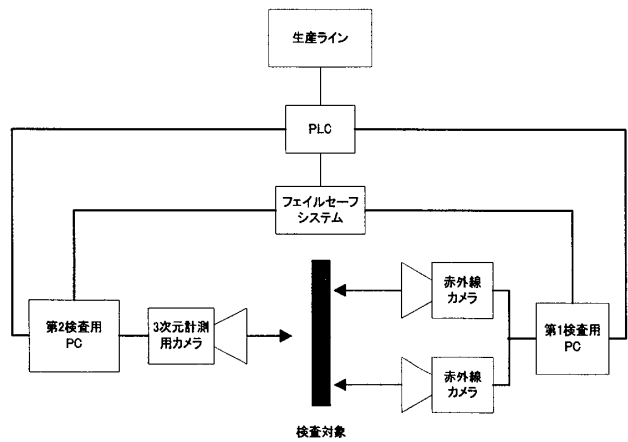 生産ライン
PLC
フェイルセーフ
システム
赤外線
カメラ
第2検査用
PC
3次元計測
用カメラ
第1検査用
PC
赤外線
カメラ
検査対象